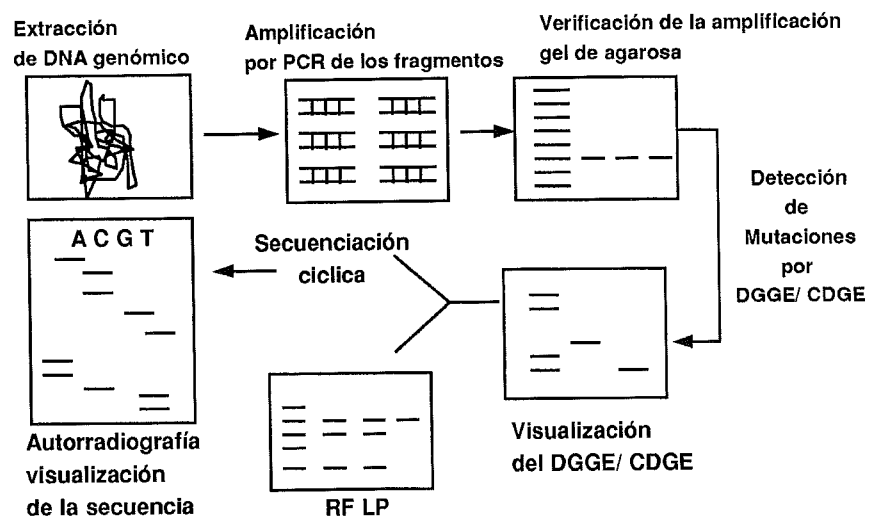 Extracción
de DNA genómico
Amplificación
por PCR de los fragmentos
Verificación de la amplificación
gel de agarosa
Detección
de
Mutaciones
por
DGGE/ CDGE
A C G T
Secuenciación
ciclica
Autorradiografía
visualización
de la secuencia
RF LP
Visualización
del DGGE/ CDGE